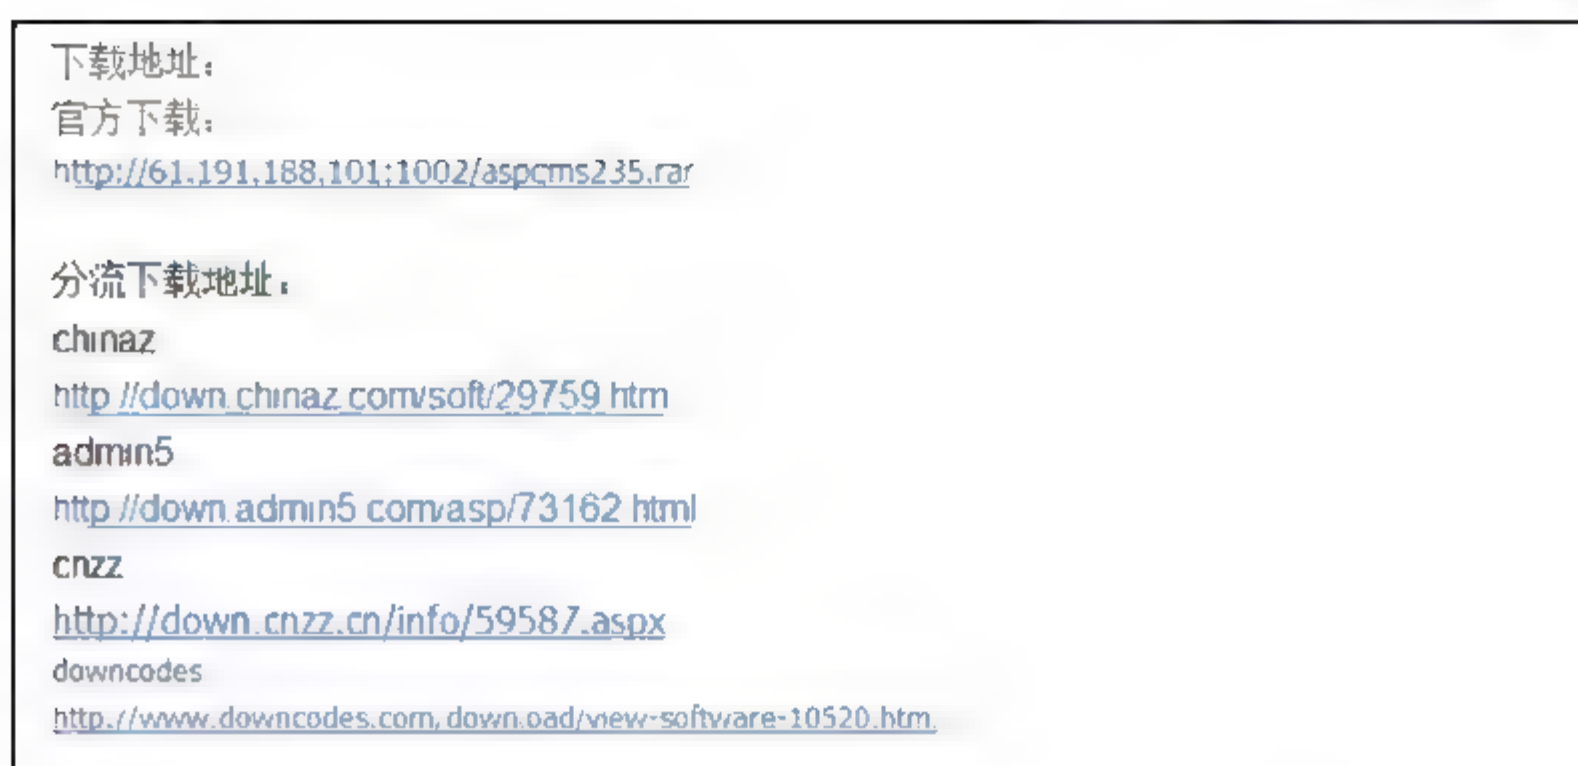 下载地址：
官方下载：
http://61.191.188.101:1002/aspcms235.rar
分流下载地址：
chinaz
http://down.chinaz.com/soft/29759.htm
admin5
http://down.admin5.com/asp/73162.html
cnzz
http://down.cnzz.cn/info/59587.aspx
downcodes
http://www.downcodes.com/download/view-software-10520.html